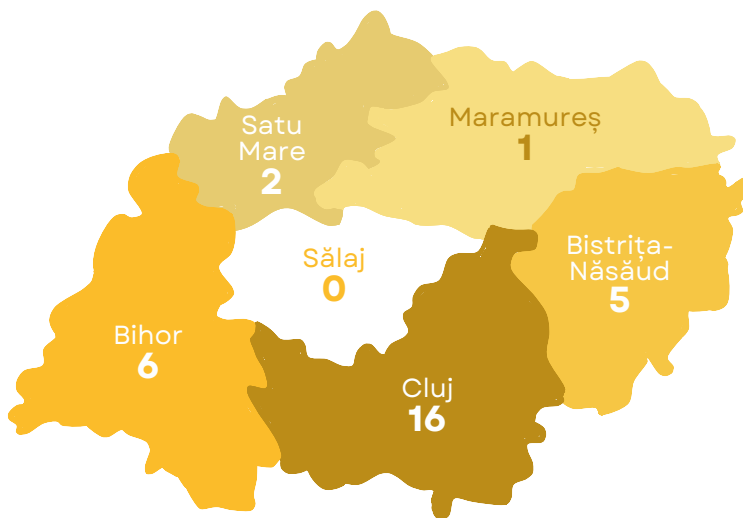 Satu
Mare
2
Maramureș
1
Sălaj
0
Bistrița-
Năsăud
5
Bihor
6
Cluj
16